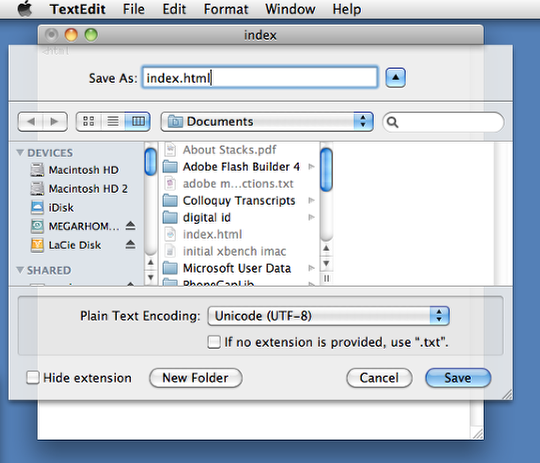 TextEdit File Edit Format Window Help
index
<html>
Save As: index.html
Documents
About Stacks.pdf
DEVICES
Adobe Flash Builder 4
Macintosh HD
adobe m...ctions.txt
Macintosh HD 2
Colloquy Transcripts
iDisk
digital id
MEGARHOM...
index.html
LaCie Disk
initial xbench imac
SHARED
Microsoft User Data
PhoneGapLib
Plain Text Encoding: Unicode (UTF-8)
If no extension is provided, use “.txt”.
Hide extension New Folder Cancel Save